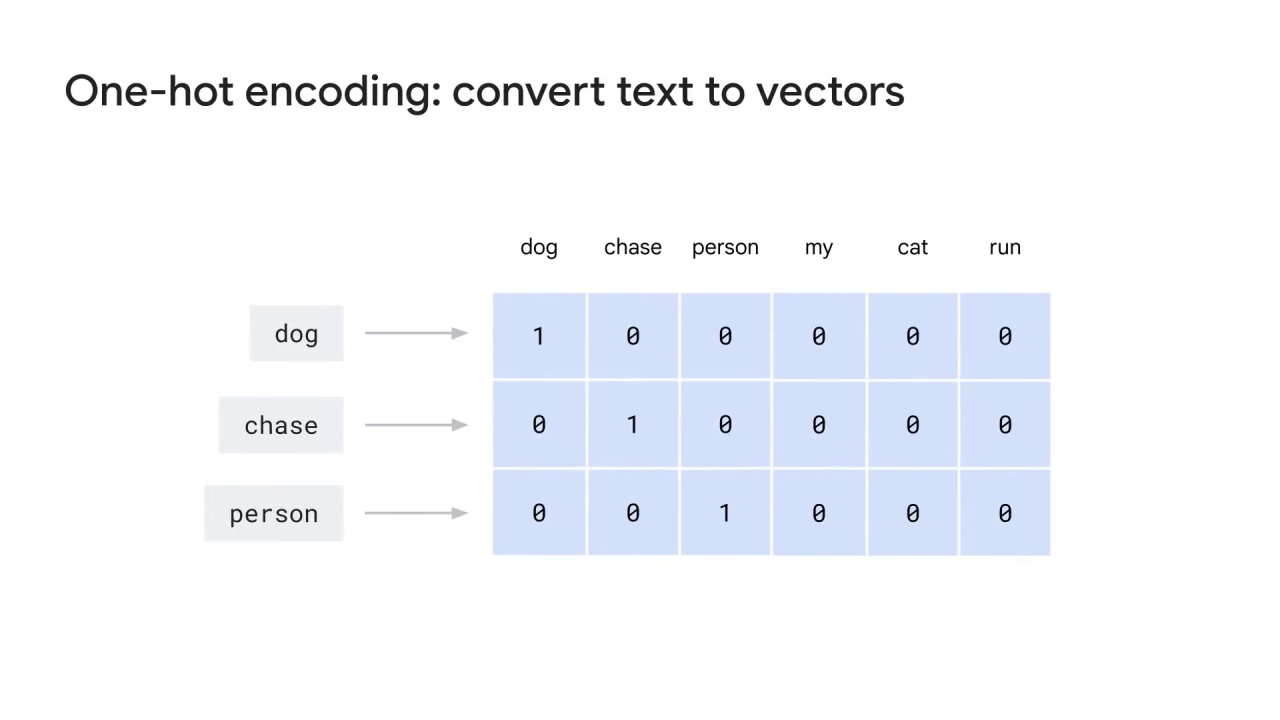 One-hot encoding: convert text to vectors
dog chase person my cat run
dog 1 0 0 0 0 0
chase 0 1 0 0 0 0
person 0 0 1 0 0 0